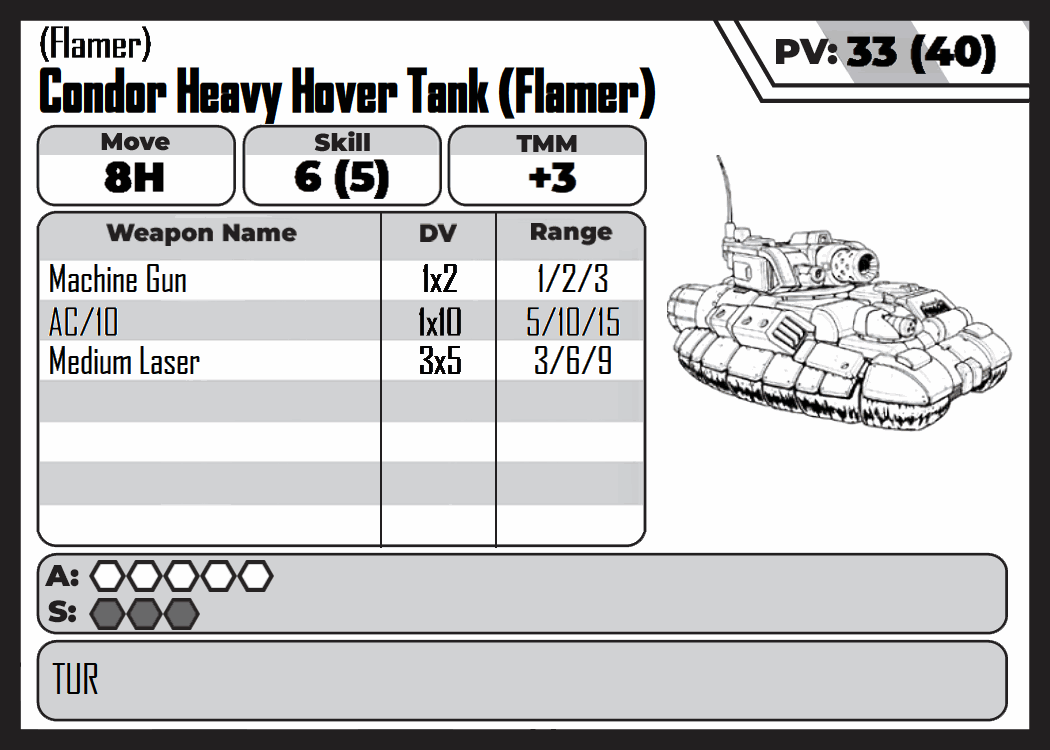 (Flamer)
Condor Heavy Hover Tank (Flamer)
PV: 33 (40)
Move
8H
Skill
6 (5)
TMM
+3
Weapon Name DV Range
Machine Gun 1x2 1/2/3
AC/10 1x10 5/10/15
Medium Laser 3x5 3/6/9
A:
S:
TUR